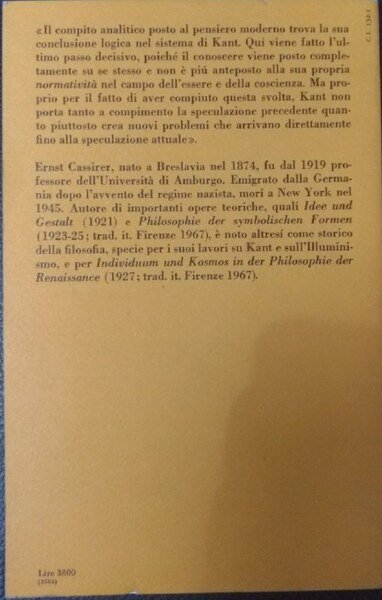 « Il compito analitico posto al pensiero moderno trova la sua
conclusione logica nel sistema di Kant. Qui viene fatto l'ul-
timo passo decisivo, poiché il conoscere viene posto comple-
tamente su se stesso e non è piú anteposto alla sua propria
normatività nel campo dell'essere e della coscienza. Ma pro-
prio per il fatto di aver compiuto questa svolta, Kant non
porta tanto a compimento la speculazione precedente quan-
to piuttosto crea nuovi problemi che arrivano direttamente
fino alla speculazione attuale ».
Ernst Cassirer, nato a Breslavia nel 1874, fu dal 1919 pro-
fessore dell'Università di Amburgo. Emigrato dalla Germa-
nia dopo l'avvento del regime nazista, morí a New York nel
1945. Autore di importanti opere teoriche, quali Idee und
Gestalt (1921) e Philosophie der symbolischen Formen
(1923-25; trad. it. Firenze 1967), è noto altresí come storico
della filosofia, specie per i suoi lavori su Kant e sull'Illumini-
smo, e per Individuum und Kosmos in der Philosophie der
Renaissance (1927; trad. it. Firenze 1967).
Lire 3800